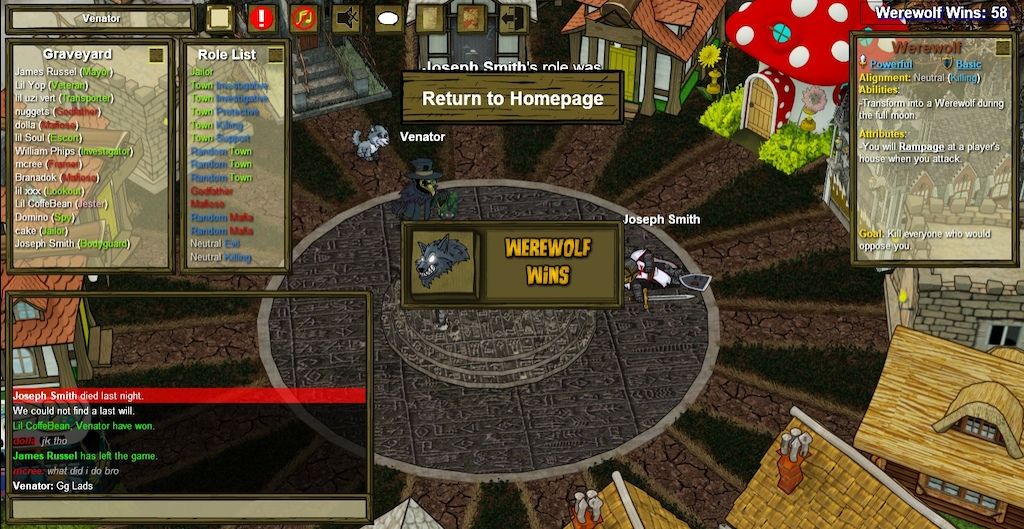 Venator
Werewolf Wins: 58
Graveyard
James Russel (Mayor)
Lil Yop (Veteran)
lil uzi vert (Transporter)
nuggets (Godfather)
dolla (Mafioso)
lil Soul (Escort)
William Phips (Investigator)
mcree (Framer)
Branadok (Mafioso)
lil xxx (Lookout)
Lil CoffeBean (Jester)
Domino (Spy)
cake (Jailor)
Joseph Smith (Bodyguard)
Role List
Jailor
Town Investigative
Town Investigative
Town Protective
Town Killing
Town Support
Random Town
Random Town
Random Town
Godfather
Mafioso
Random Mafia
Random Mafia
Neutral Evil
Neutral Killing
Joseph Smith's role was
Return to Homepage
Venator
Joseph Smith
WEREWOLF
WINS
Werewolf
Powerful Basic
Alignment: Neutral (Killing)
Abilities:
-Transform into a Werewolf during
the full moon.
Attributes:
-You will Rampage at a player's
house when you attack.
Goal: Kill everyone who would
oppose you.
Joseph Smith died last night.
We could not find a last will.
Lil CoffeBean, Venator have won.
dolla: jk tho
James Russel has left the game.
mcree: what did i do bro
Venator: Gg Lads